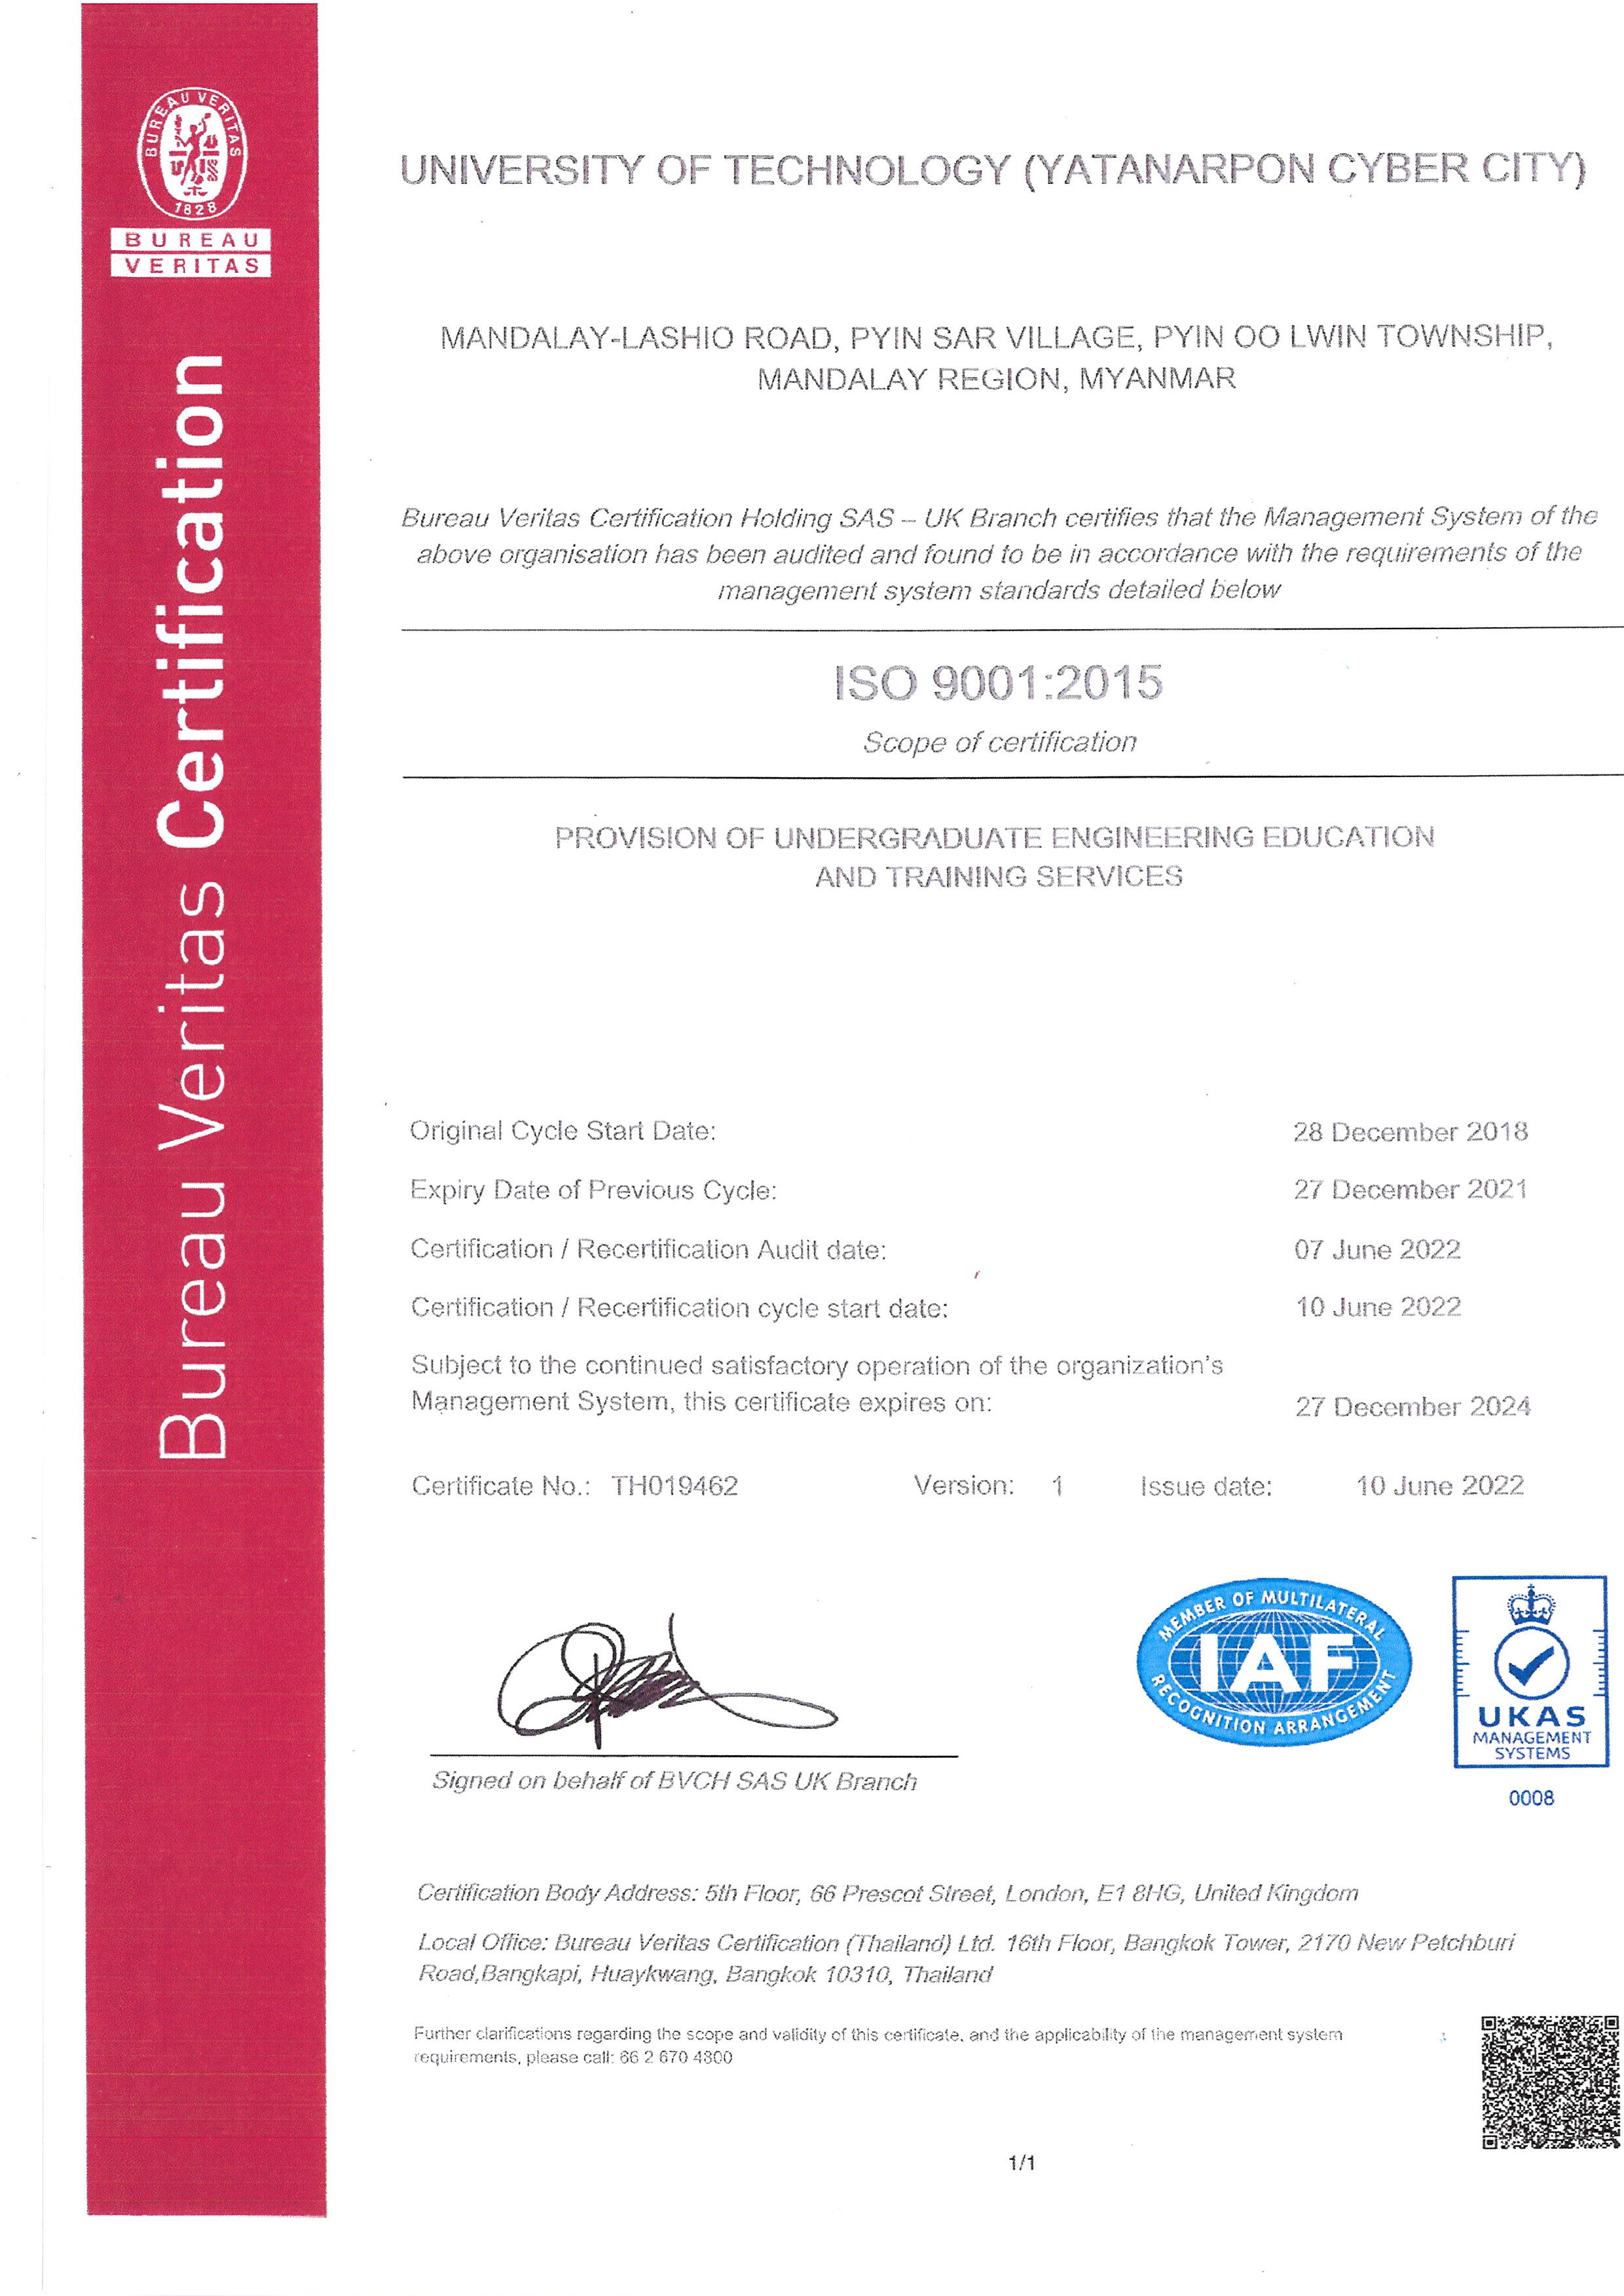 BUREAU VERITAS
1828
BUREAU
VERITAS
Bureau Veritas Certification
UNIVERSITY OF TECHNOLOGY (YATANARPON CYBER CITY)
MANDALAY-LASHIO ROAD, PYIN SAR VILLAGE, PYIN OO LWIN TOWNSHIP,
MANDALAY REGION, MYANMAR
Bureau Veritas Certification Holding SAS – UK Branch certifies that the Management System of the
above organisation has been audited and found to be in accordance with the requirements of the
management system standards detailed below
ISO 9001:2015
Scope of certification
PROVISION OF UNDERGRADUATE ENGINEERING EDUCATION
AND TRAINING SERVICES
Original Cycle Start Date: 28 December 2018
Expiry Date of Previous Cycle: 27 December 2021
Certification / Recertification Audit date: 07 June 2022
Certification / Recertification cycle start date: 10 June 2022
Subject to the continued satisfactory operation of the organization's
Management System, this certificate expires on: 27 December 2024
Certificate No.: TH019462 Version: 1 Issue date: 10 June 2022
MEMBER OF MULTILATERAL
IAF
RECOGNITION ARRANGEMENT
UKAS
MANAGEMENT
SYSTEMS
0008
Signed on behalf of BVCH SAS UK Branch
Certification Body Address: 5th Floor, 66 Prescot Street, London, E1 8HG, United Kingdom
Local Office: Bureau Veritas Certification (Thailand) Ltd. 16th Floor, Bangkok Tower, 2170 New Petchburi
Road,Bangkapi, Huaykwang, Bangkok 10310, Thailand
Further clarifications regarding the scope and validity of this certificate, and the applicability of the management system
requirements, please call: 66 2 670 4800
1/1